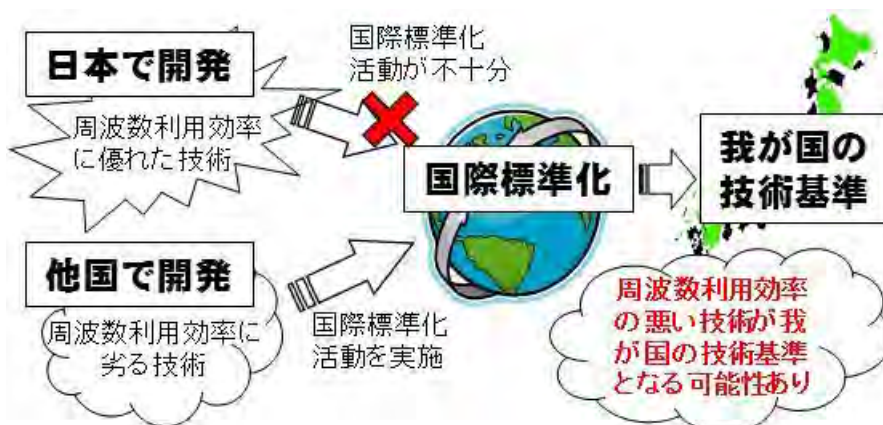 日本で開発
周波数利用効率
に優れた技術
国際標準化
活動が不十分
他国で開発
周波数利用効率に
劣る技術
国際標準化
活動を実施
国際標準化
我が国の
技術基準
周波数利用効率
の悪い技術が我
が国の技術基準
となる可能性あり